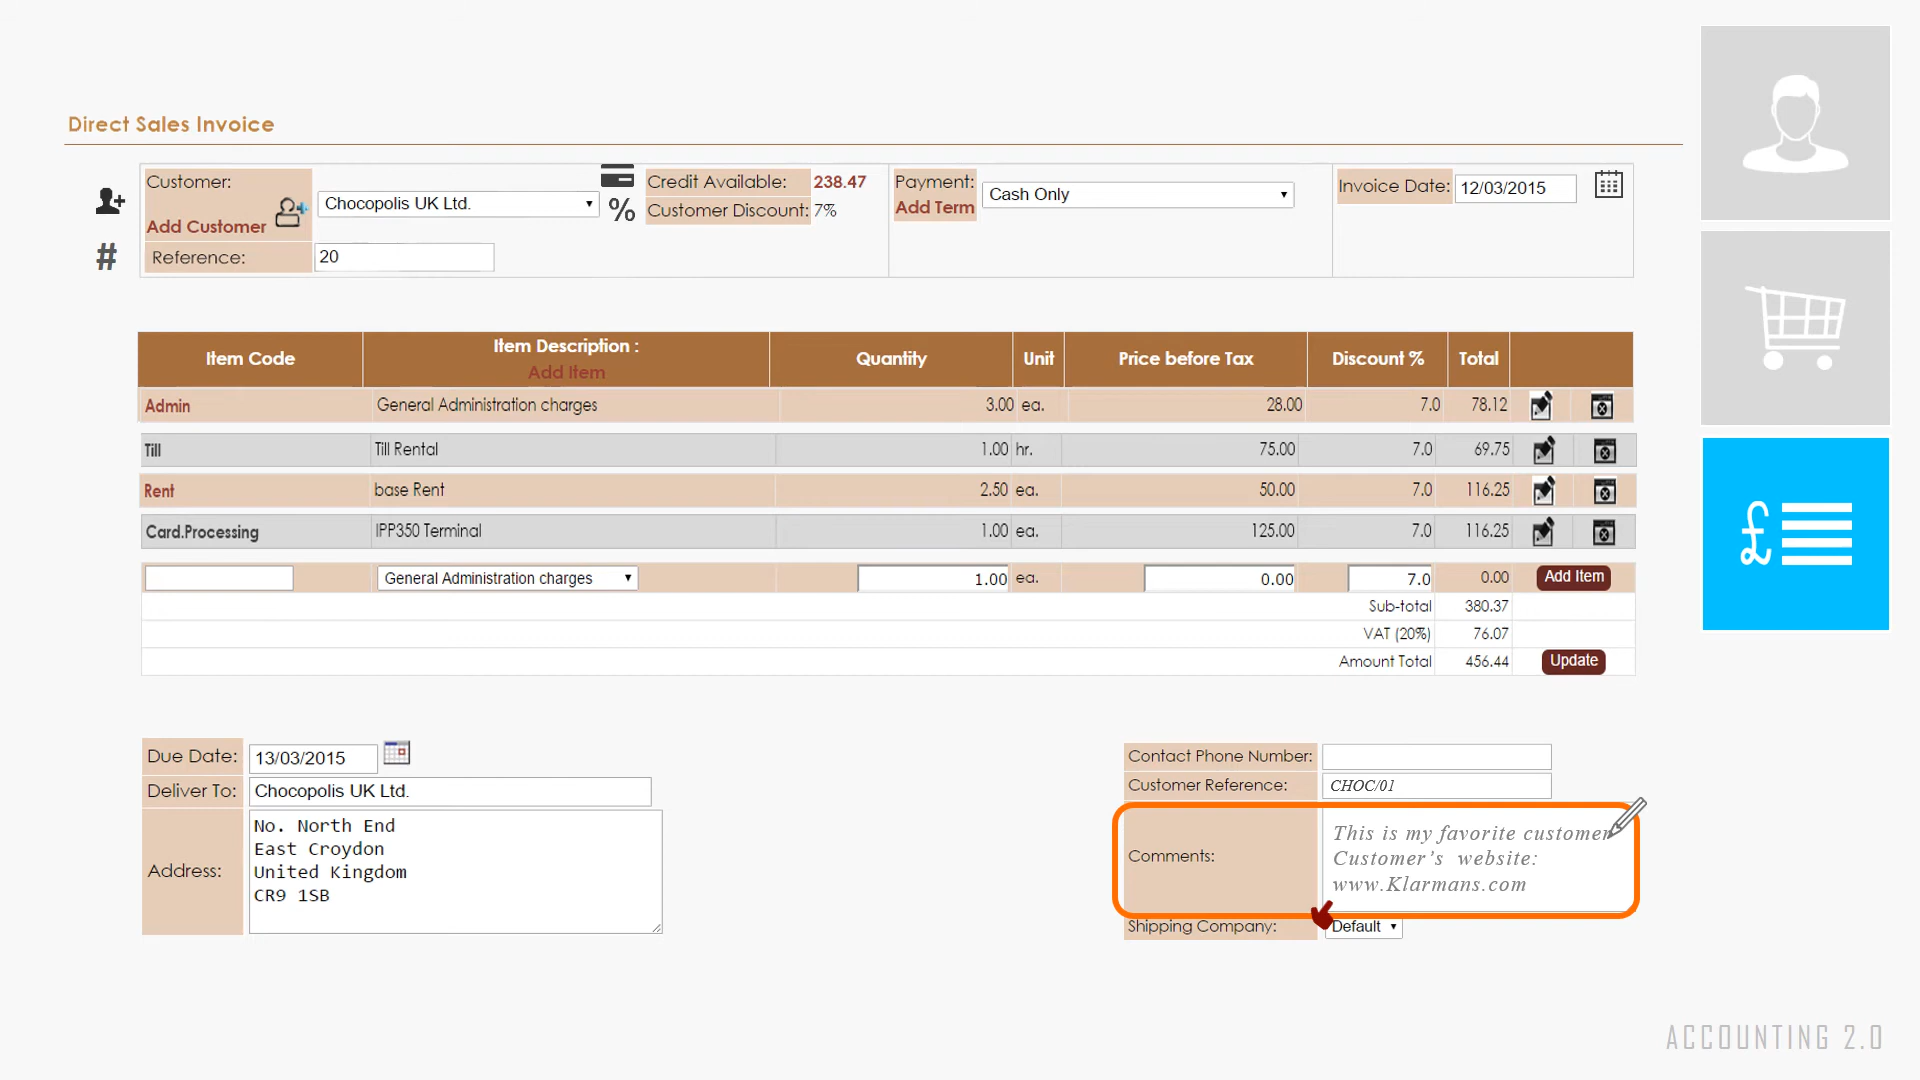 Direct Sales Invoice
Customer:
Add Customer
Chocopolis UK Ltd.
Reference:
20
%
#
Credit Available: 238.47
Customer Discount: 7%
Payment:
Add Term
Cash Only
Invoice Date: 12/03/2015
Item Code Item Description : Quantity Unit Price before Tax Discount % Total
Add Item
Admin General Administration charges 3.00 ea. 28.00 7.0 78.12
Till Till Rental 1.00 hr. 75.00 7.0 69.75
Rent base Rent 2.50 ea. 50.00 7.0 116.25
Card.Processing IPP350 Terminal 1.00 ea. 125.00 7.0 116.25
General Administration charges 1.00 ea. 0.00 7.0 0.00 Add Item
Sub-total 380.37
VAT (20%) 76.07
Amount Total 456.44 Update
£
Due Date: 13/03/2015
Deliver To: Chocopolis UK Ltd.
Address:
No. North End
East Croydon
United Kingdom
CR9 1SB
Contact Phone Number:
Customer Reference: CHOC/01
Comments:
This is my favorite customer
Customer’s website:
www.Klarmans.com
Shipping Company: Default
ACCOUNTING 2.0